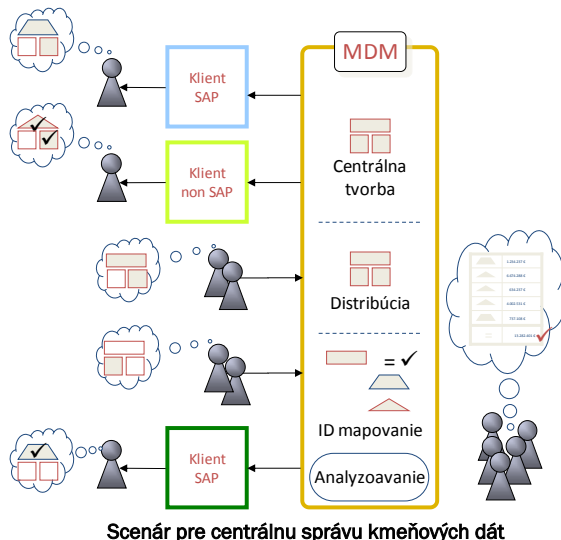 MDM
Klient
SAP
Centrálna
tvorba
Klient
non SAP
Distribúcia
= ✓
ID mapovanie
Klient
SAP
Analyzoavanie
Scenár pre centrálnu správu kmeňových dát